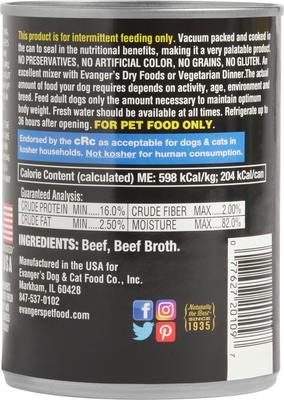 This product is for intermittent feeding only. Vacuum packed and cooked in
the can to seal in the nutritional benefits, making it a very palatable product.
NO PRESERVATIVES, NO ARTIFICIAL COLOR, NO GRAINS, NO GLUTEN. An
excellent mixer with Evanger's Dry Foods or Vegetarian Dinner.The actual
amount of food your dog requires depends on activity, age, environment and
breed. Feed adult dogs only the amount necessary to maintain optimum
body weight. Fresh water should be available at all times. Refrigerate up to
36 hours after opening. FOR PET FOOD ONLY.
Endorsed by the cRc as acceptable for dogs & cats in
kosher households. Not kosher for human consumption.
Calorie Content (calculated) ME: 598 kCal/kg; 204 kCal/can
Guaranteed Analysis:
CRUDE PROTEIN MIN.....16.0% CRUDE FIBER MAX.... 2.00%
CRUDE FAT MIN.....2.50% MOISTURE MAX....82.0%
INGREDIENTS: Beef, Beef Broth.
Manufactured in the USA for
Evanger's Dog & Cat Food Co., Inc.
Markham, IL 60428
847-537-0102
evangerspetfood.com
Naturally
the Best
SINCE
1935
0 77627 20109 7
USA